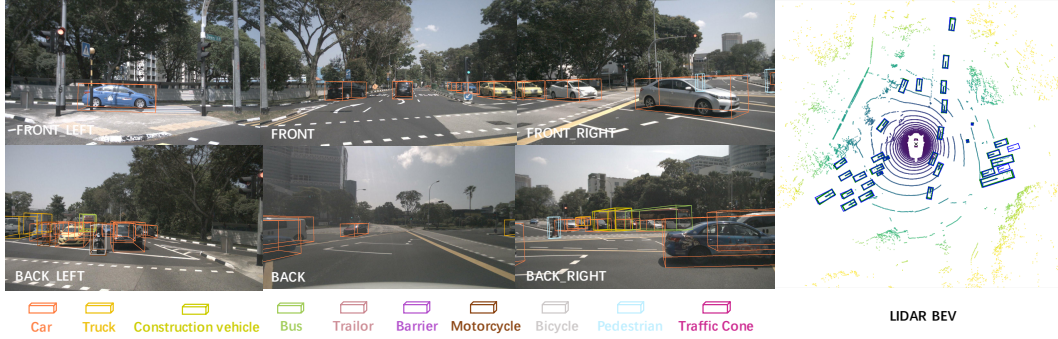 FRONT_LEFT
FRONT
FRONT_RIGHT
BACK_LEFT
BACK
BACK_RIGHT
Car
Truck
Construction vehicle
Bus
Trailor
Barrier
Motorcycle
Bicycle
Pedestrian
Traffic Cone
LIDAR BEV